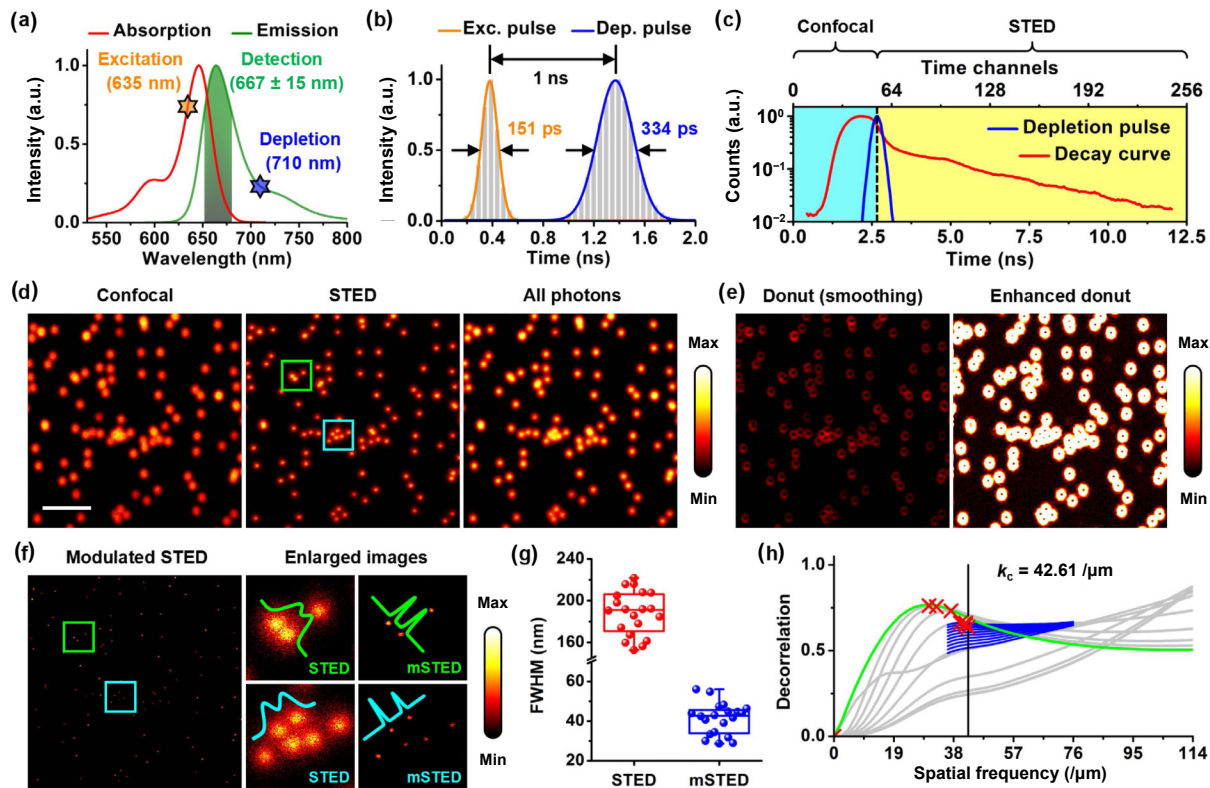 (a)
Absorption
Emission
Excitation
(635 nm)
Detection
(667 ± 15 nm)
Depletion
(710 nm)
Intensity (a.u.)
1.0
0.5
0.0
550 600 650 700 750 800
Wavelength (nm)
(b)
Exc. pulse
Dep. pulse
1 ns
151 ps
334 ps
Intensity (a.u.)
1.0
0.5
0.0
0.0 0.4 0.8 1.2 1.6 2.0
Time (ns)
(c)
Confocal
STED
Time channels
0 64 128 192 256
Depletion pulse
Decay curve
Counts (a.u.)
10⁰
10⁻¹
10⁻²
0.0 2.5 5.0 7.5 10.0 12.5
Time (ns)
(d)
Confocal
STED
All photons
Max
Min
(e)
Donut (smoothing)
Enhanced donut
Max
Min
(f)
Modulated STED
Enlarged images
STED
mSTED
STED
mSTED
Max
Min
(g)
FWHM (nm)
240
200
160
60
40
20
STED
mSTED
(h)
k_c = 42.61 /µm
Decorrelation
1.0
0.5
0.0
0 19 38 57 76 95 114
Spatial frequency (/µm)